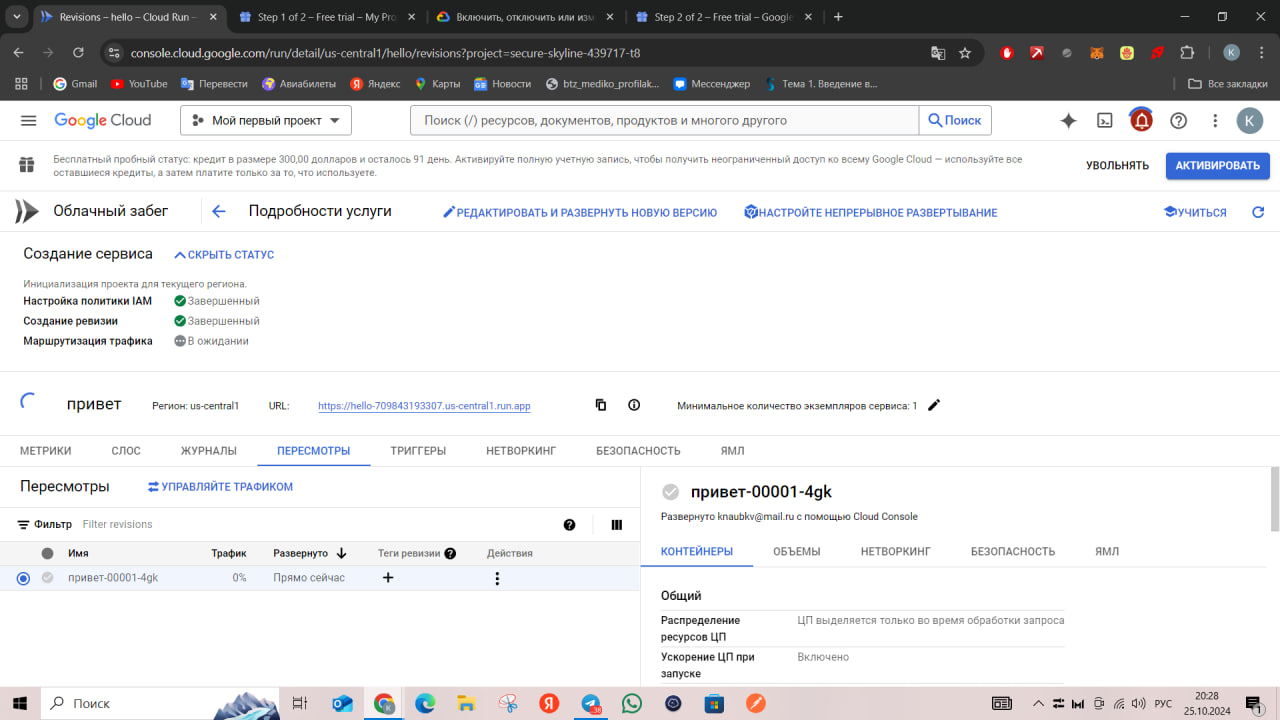 Revisions – hello – Cloud Run –
Step 1 of 2 – Free trial – My Pro
Включить, отключить или изм
Step 2 of 2 – Free trial – Google
console.cloud.google.com/run/detail/us-central1/hello/revisions?project=secure-skyline-439717-t8
K
Gmail
YouTube
Перевести
Авиабилеты
Яндекс
Карты
Новости
btz_mediko_profilak...
Мессенджер
Тема 1. Введение в...
Все закладки
Google Cloud
Мой первый проект
Поиск (/) ресурсов, документов, продуктов и многого другого
Поиск
K
Бесплатный пробный статус: кредит в размере 300,00 долларов и осталось 91 день. Активируйте полную учетную запись, чтобы получить неограниченный доступ ко всему Google Cloud — используйте все
оставшиеся кредиты, а затем платите только за то, что используете.
УВОЛЬНЯТЬ
АКТИВИРОВАТЬ
Облачный забег
Подробности услуги
РЕДАКТИРОВАТЬ И РАЗВЕРНУТЬ НОВУЮ ВЕРСИЮ
НАСТРОЙТЕ НЕПРЕРЫВНОЕ РАЗВЕРТЫВАНИЕ
УЧИТЬСЯ
Создание сервиса
СКРЫТЬ СТАТУС
Инициализация проекта для текущего региона.
Настройка политики IAM
Завершенный
Создание ревизии
Завершенный
Маршрутизация трафика
В ожидании
привет
Регион: us-central1
URL:
https://hello-709843193307.us-central1.run.app
Минимальное количество экземпляров сервиса: 1
МЕТРИКИ
СЛОС
ЖУРНАЛЫ
ПЕРЕСМОТРЫ
ТРИГГЕРЫ
НЕТВОРКИНГ
БЕЗОПАСНОСТЬ
ЯМЛ
Пересмотры
УПРАВЛЯЙТЕ ТРАФИКОМ
Фильтр
Filter revisions
Имя
Трафик
Развернуто
Теги ревизии
Действия
привет-00001-4gk
0%
Прямо сейчас
привет-00001-4gk
Развернуто knaubkv@mail.ru с помощью Cloud Console
КОНТЕЙНЕРЫ
ОБЪЕМЫ
НЕТВОРКИНГ
БЕЗОПАСНОСТЬ
ЯМЛ
Общий
Распределение
ресурсов ЦП
ЦП выделяется только во время обработки запроса
Ускорение ЦП при
запуске
Включено
Поиск
38
РУС
20:28
25.10.2024
1